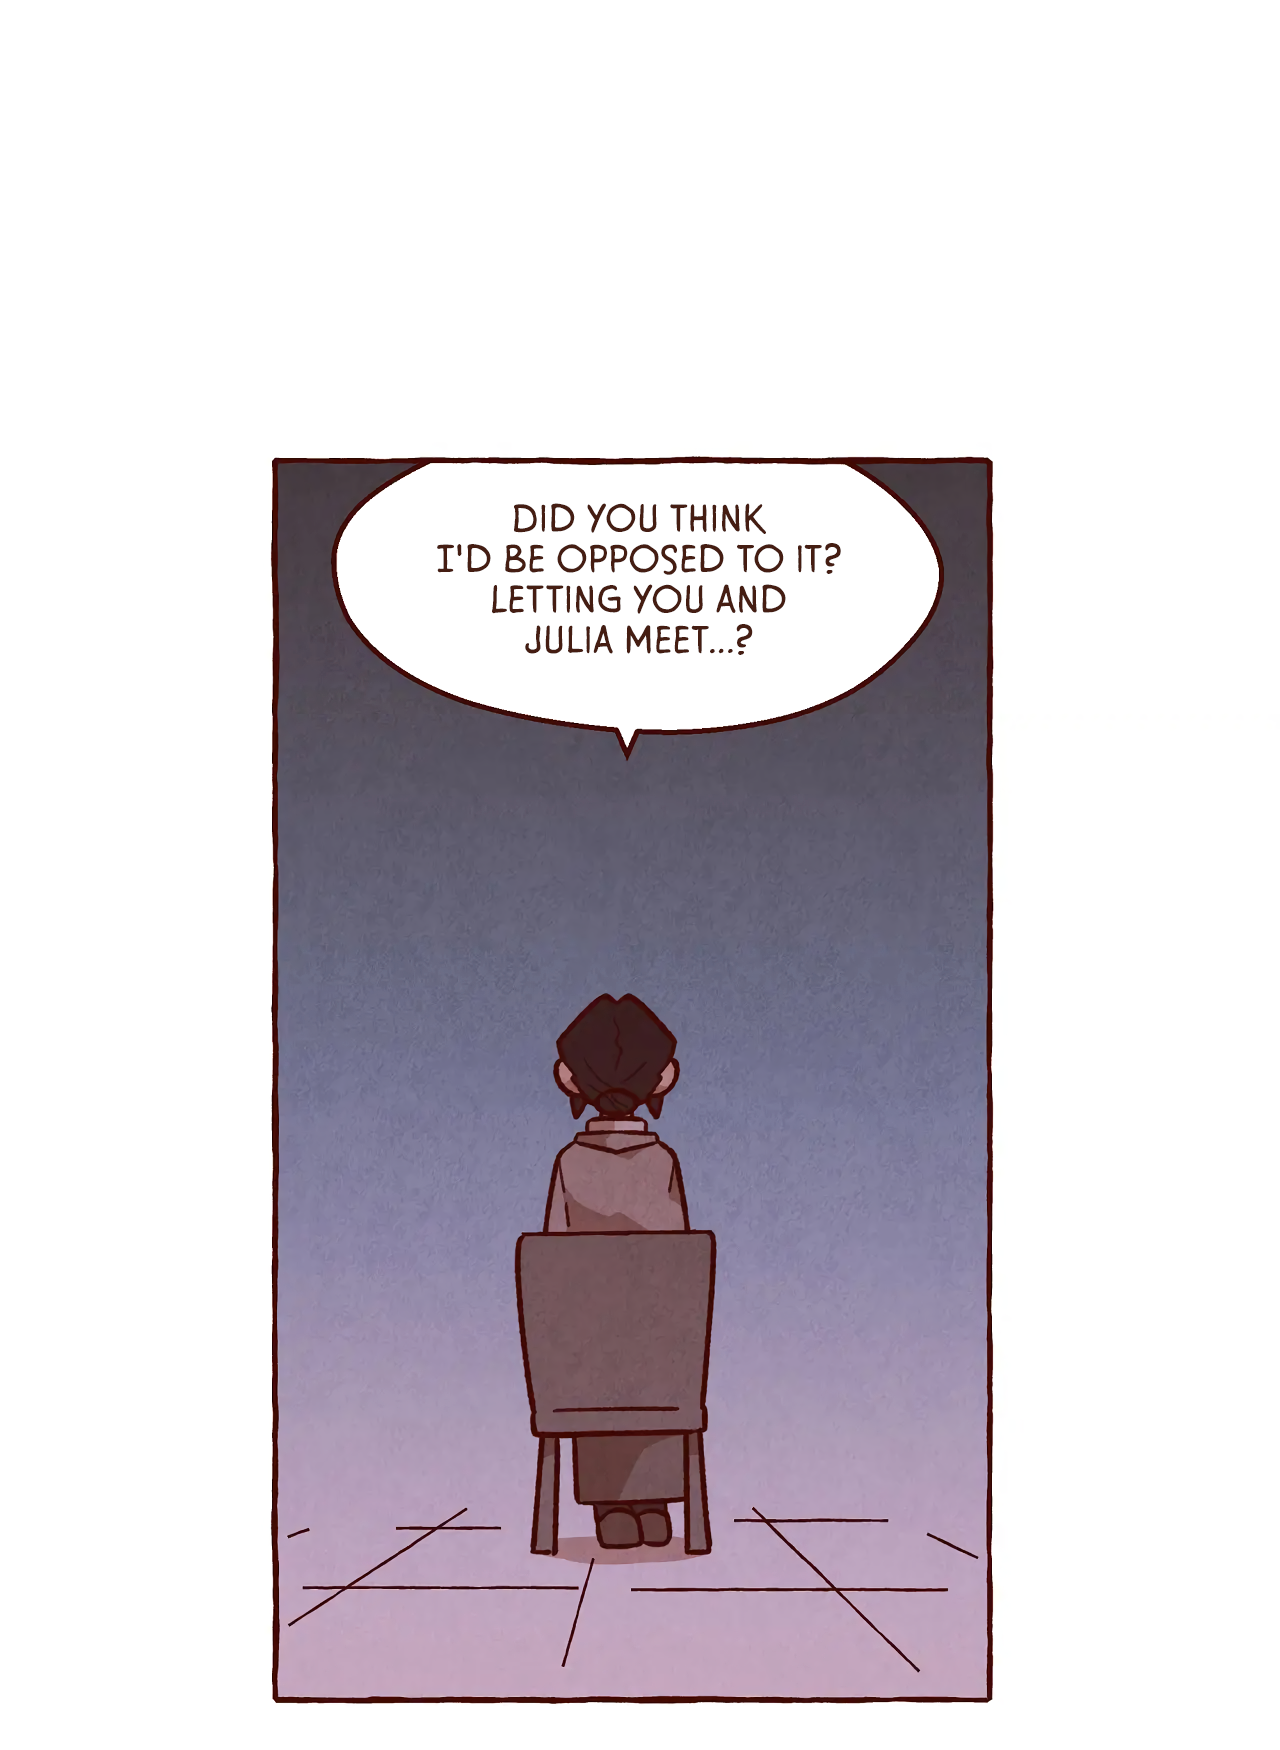 DID YOU THINK
I'D BE OPPOSED TO IT?
LETTING YOU AND
JULIA MEET...?